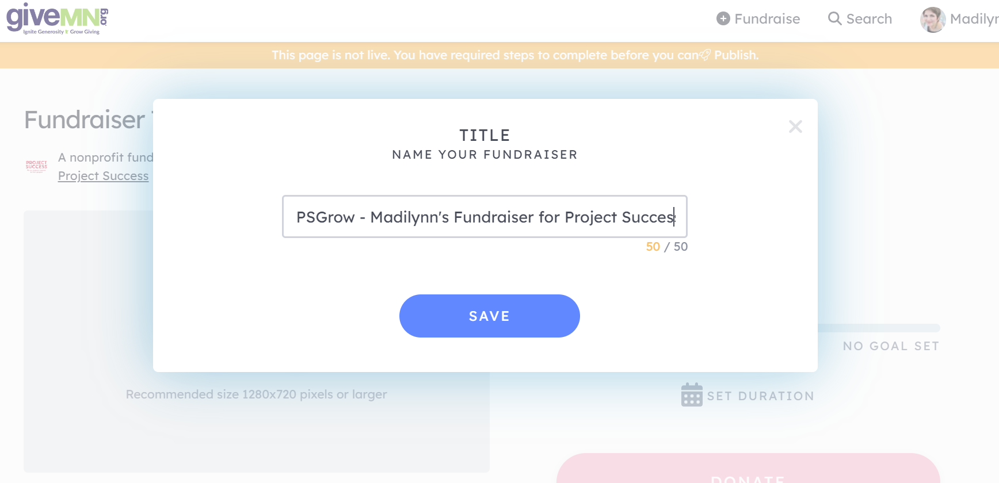 giveMN.org
Ignite Generosity Grow Giving
Fundraise
Search
Madilyn
This page is not live. You have required steps to complete before you can Publish.
Fundraiser
PROJECT
SUCCESS
A nonprofit fund
Project Success
TITLE
NAME YOUR FUNDRAISER
PSGrow - Madilynn's Fundraiser for Project Success
50 / 50
SAVE
NO GOAL SET
Recommended size 1280x720 pixels or larger
SET DURATION
DONATE